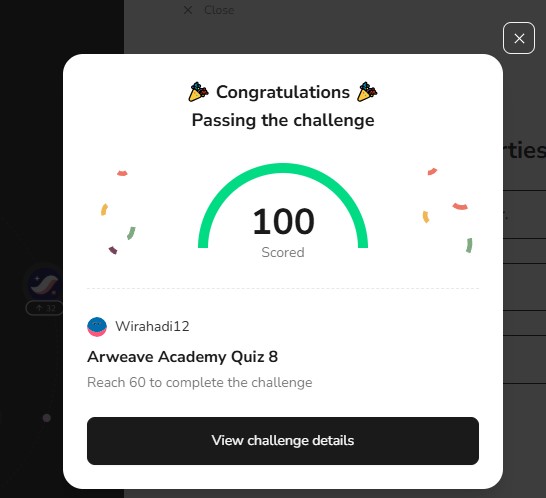 Close
Congratulations
Passing the challenge
rties
100
Scored
32
Wirahadi12
Arweave Academy Quiz 8
Reach 60 to complete the challenge
View challenge details